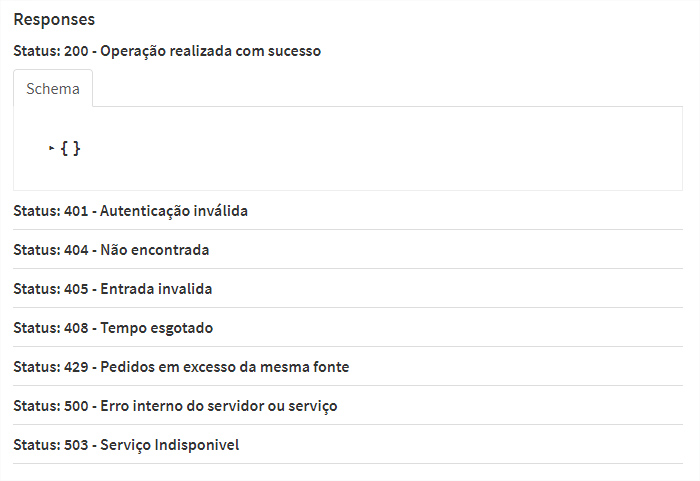 Responses
Status: 200 - Operação realizada com sucesso
Schema
▸ { }
Status: 401 - Autenticação inválida
Status: 404 - Não encontrada
Status: 405 - Entrada invalida
Status: 408 - Tempo esgotado
Status: 429 - Pedidos em excesso da mesma fonte
Status: 500 - Erro interno do servidor ou serviço
Status: 503 - Serviço Indisponivel